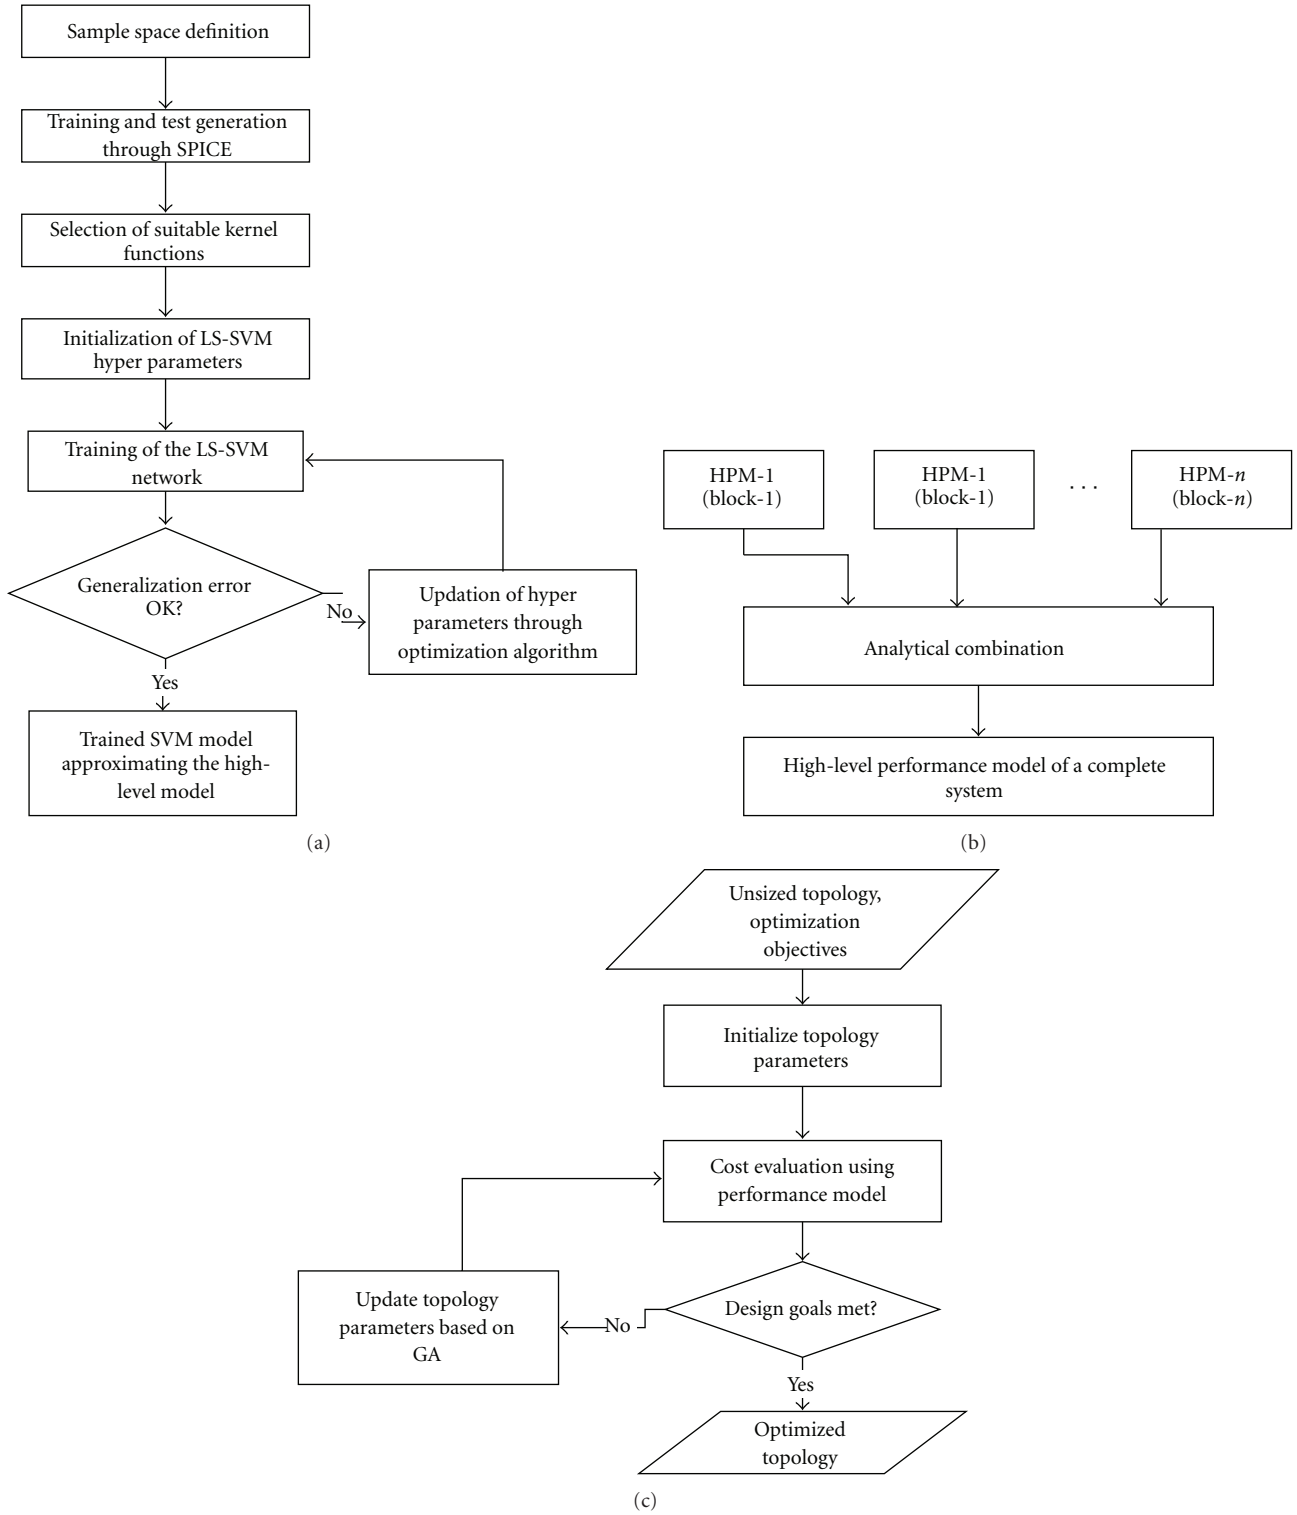 Sample space definition
Training and test generation
through SPICE
Selection of suitable kernel
functions
Initialization of LS-SVM
hyper parameters
Training of the LS-SVM
network
Generalization error
OK?
No
Updation of hyper
parameters through
optimization algorithm
Yes
Trained SVM model
approximating the high-
level model
(a)
HPM-1
(block-1)
HPM-1
(block-1)
. . .
HPM-n
(block-n)
Analytical combination
High-level performance model of a complete
system
(b)
Unsized topology,
optimization
objectives
Initialize topology
parameters
Cost evaluation using
performance model
Design goals met?
No
Update topology
parameters based on
GA
Yes
Optimized
topology
(c)